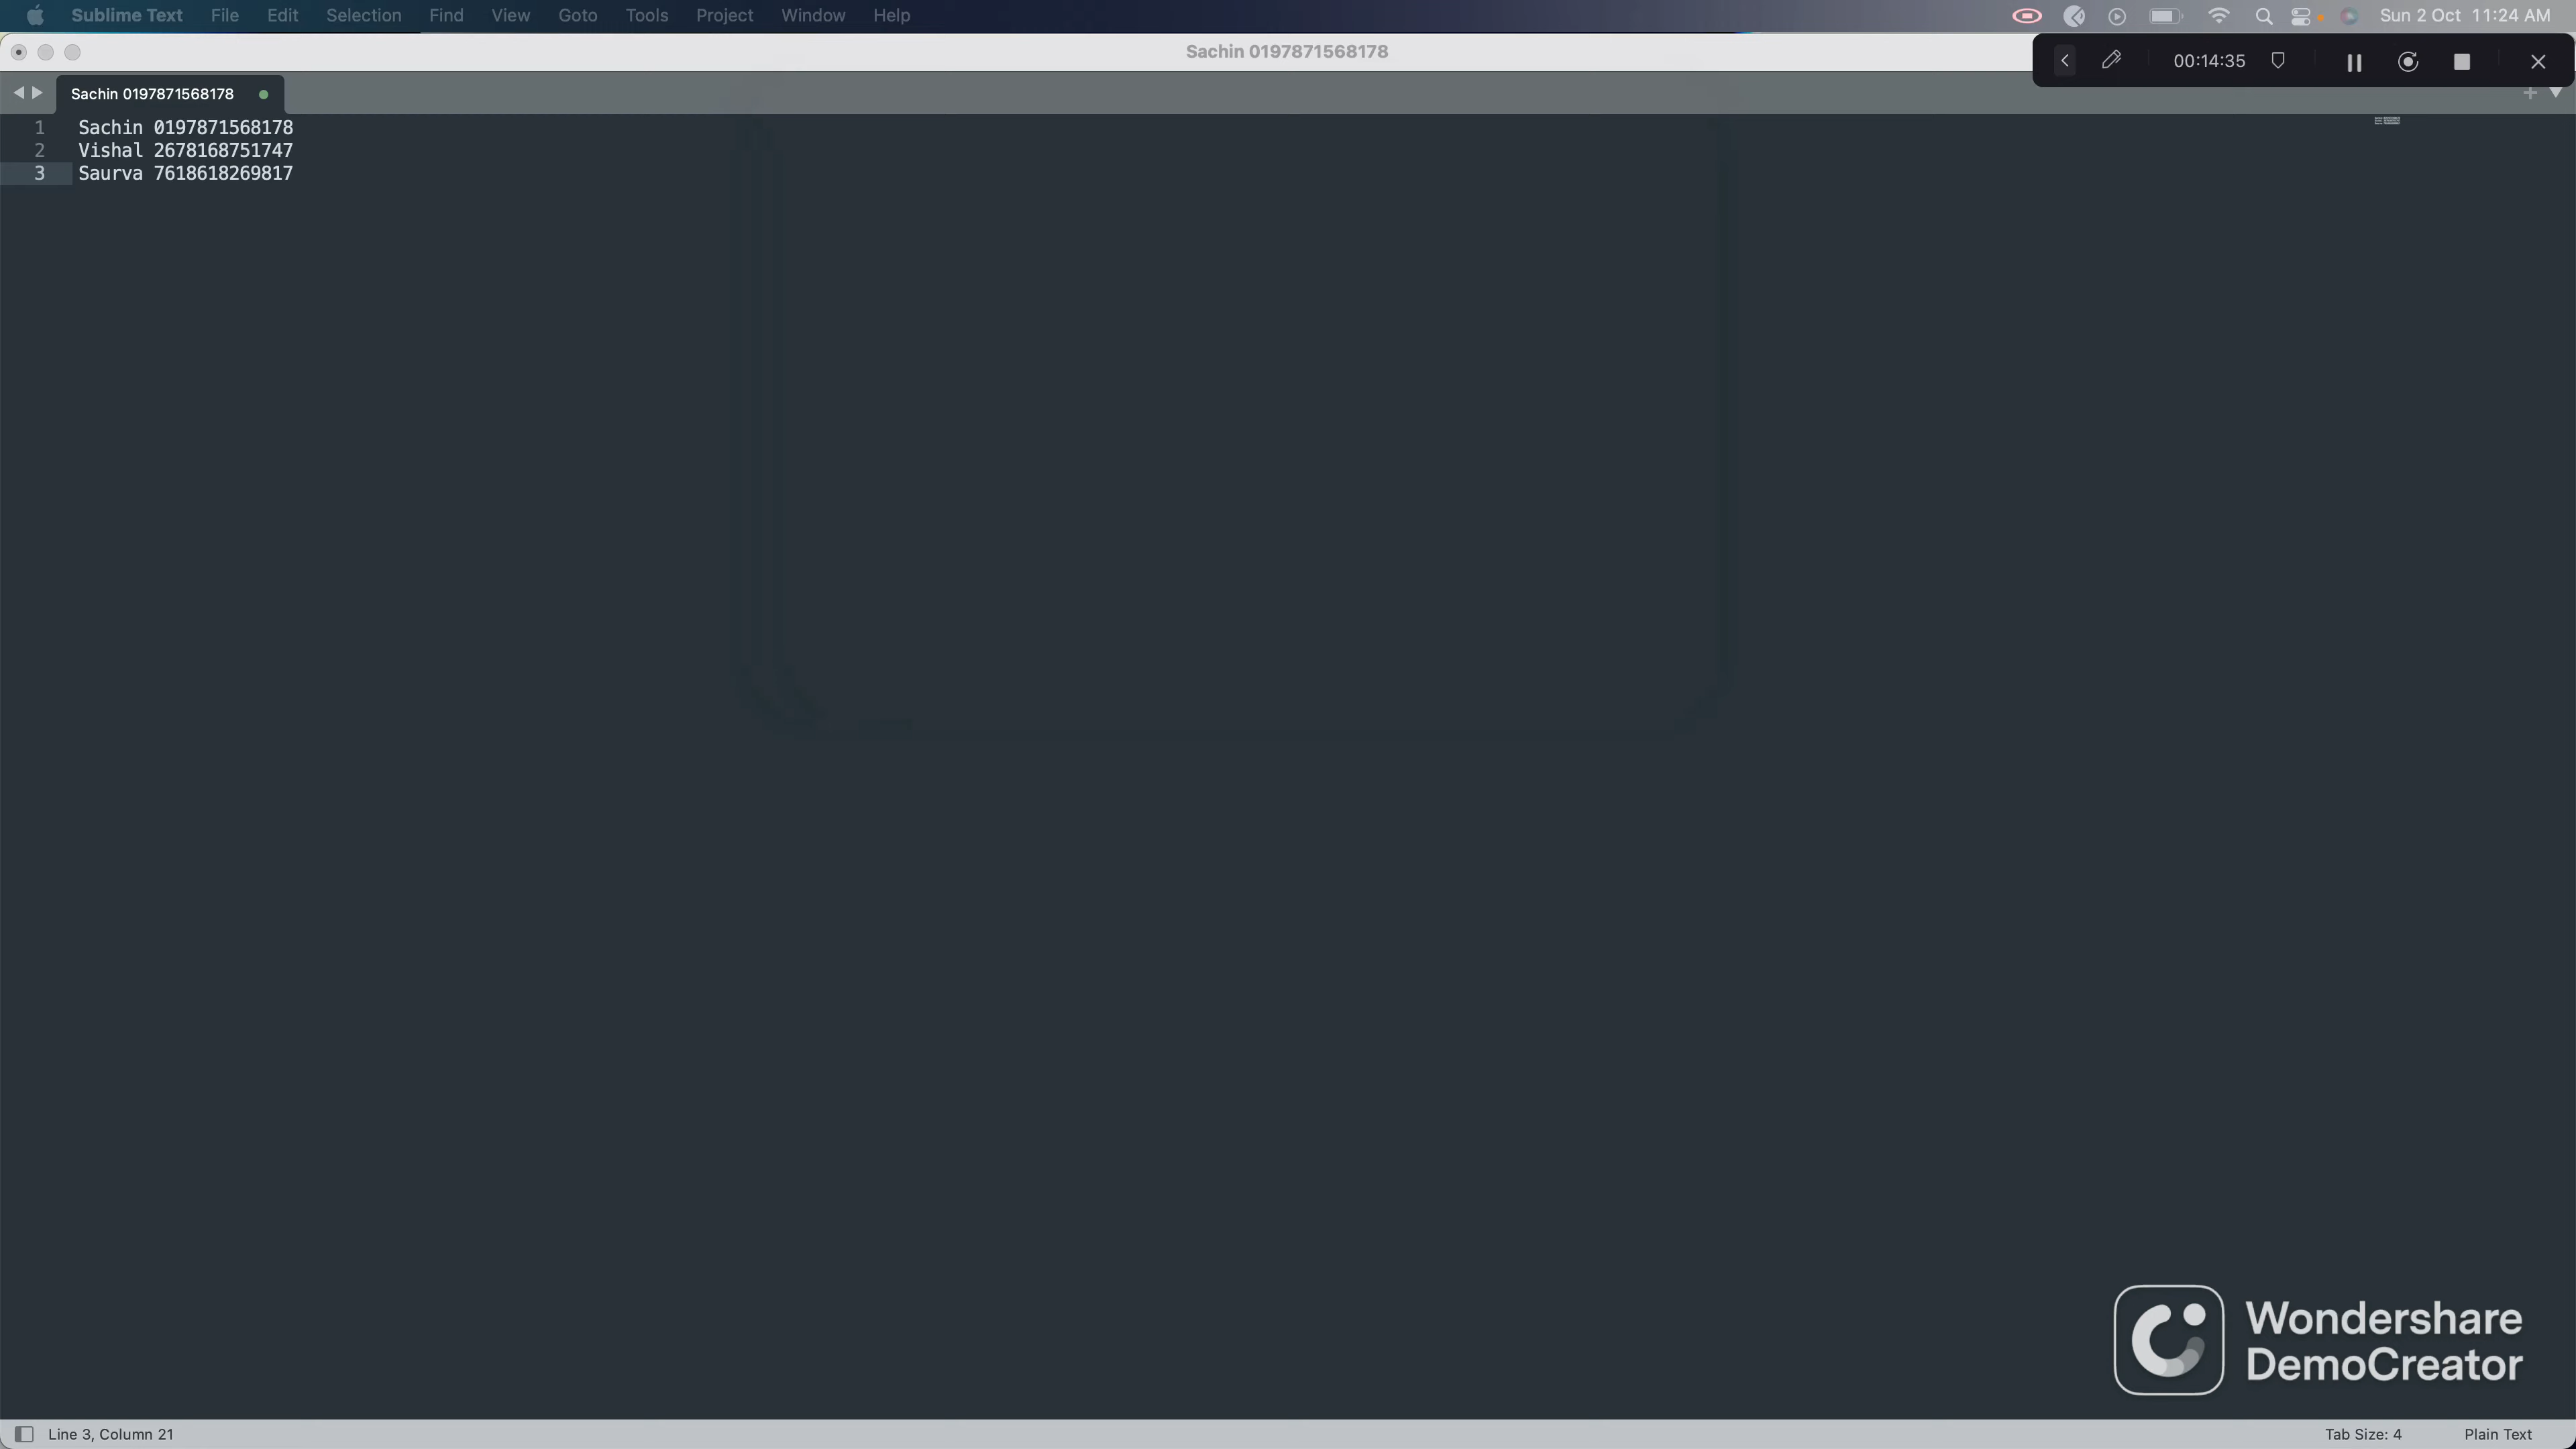 Sublime Text File Edit Selection Find View Goto Tools Project Window Help Sun 2 Oct 11:24 AM
Sachin 0197871568178
00:14:35
Sachin 0197871568178
1 Sachin 0197871568178
2 Vishal 2678168751747
3 Saurva 7618618269817
Wondershare
DemoCreator
Line 3, Column 21 Tab Size: 4 Plain Text